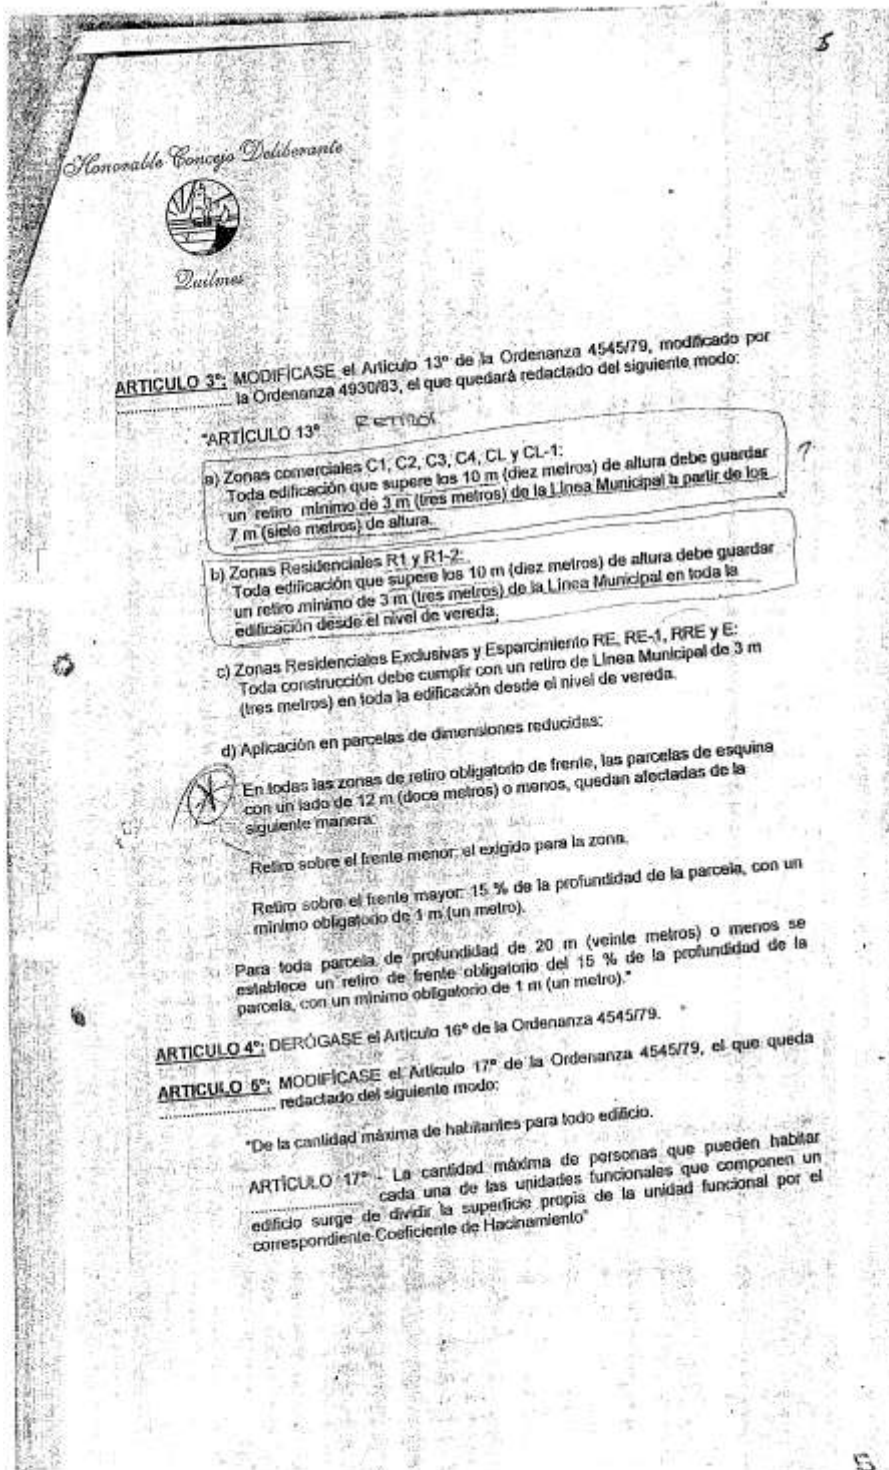 5
Honorable Concejo Deliberante
Quilmes
ARTICULO 3º: MODIFÍCASE el Artículo 13º de la Ordenanza 4545/79, modificado por
la Ordenanza 4930/83, el que quedará redactado del siguiente modo:
"ARTÍCULO 13º RETIROS
a) Zonas comerciales C1, C2, C3, C4, CL y CL-1:
Toda edificación que supere los 10 m (diez metros) de altura debe guardar
un retiro mínimo de 3 m (tres metros) de la Línea Municipal a partir de los
7 m (siete metros) de altura.
?
b) Zonas Residenciales R1 y R1-2:
Toda edificación que supere los 10 m (diez metros) de altura debe guardar
un retiro mínimo de 3 m (tres metros) de la Línea Municipal en toda la
edificación desde el nivel de vereda.
c) Zonas Residenciales Exclusivas y Esparcimiento RE, RE-1, RRE y E:
Toda construcción debe cumplir con un retiro de Línea Municipal de 3 m
(tres metros) en toda la edificación desde el nivel de vereda.
d) Aplicación en parcelas de dimensiones reducidas:
En todas las zonas de retiro obligatorio de frente, las parcelas de esquina
con un lado de 12 m (doce metros) o menos, quedan afectadas de la
siguiente manera:
Retiro sobre el frente menor: el exigido para la zona.
Retiro sobre el frente mayor: 15 % de la profundidad de la parcela, con un
mínimo obligatorio de 1 m (un metro).
Para toda parcela de profundidad de 20 m (veinte metros) o menos se
establece un retiro de frente obligatorio del 15 % de la profundidad de la
parcela, con un mínimo obligatorio de 1 m (un metro)."
ARTICULO 4º: DERÓGASE el Artículo 16º de la Ordenanza 4545/79.
ARTICULO 5º: MODIFÍCASE el Artículo 17º de la Ordenanza 4545/79, el que queda
redactado del siguiente modo:
"De la cantidad máxima de habitantes para todo edificio.
ARTÍCULO 17º - La cantidad máxima de personas que pueden habitar
cada una de las unidades funcionales que componen un
edificio surge de dividir la superficie propia de la unidad funcional por el
correspondiente Coeficiente de Hacinamiento"
5